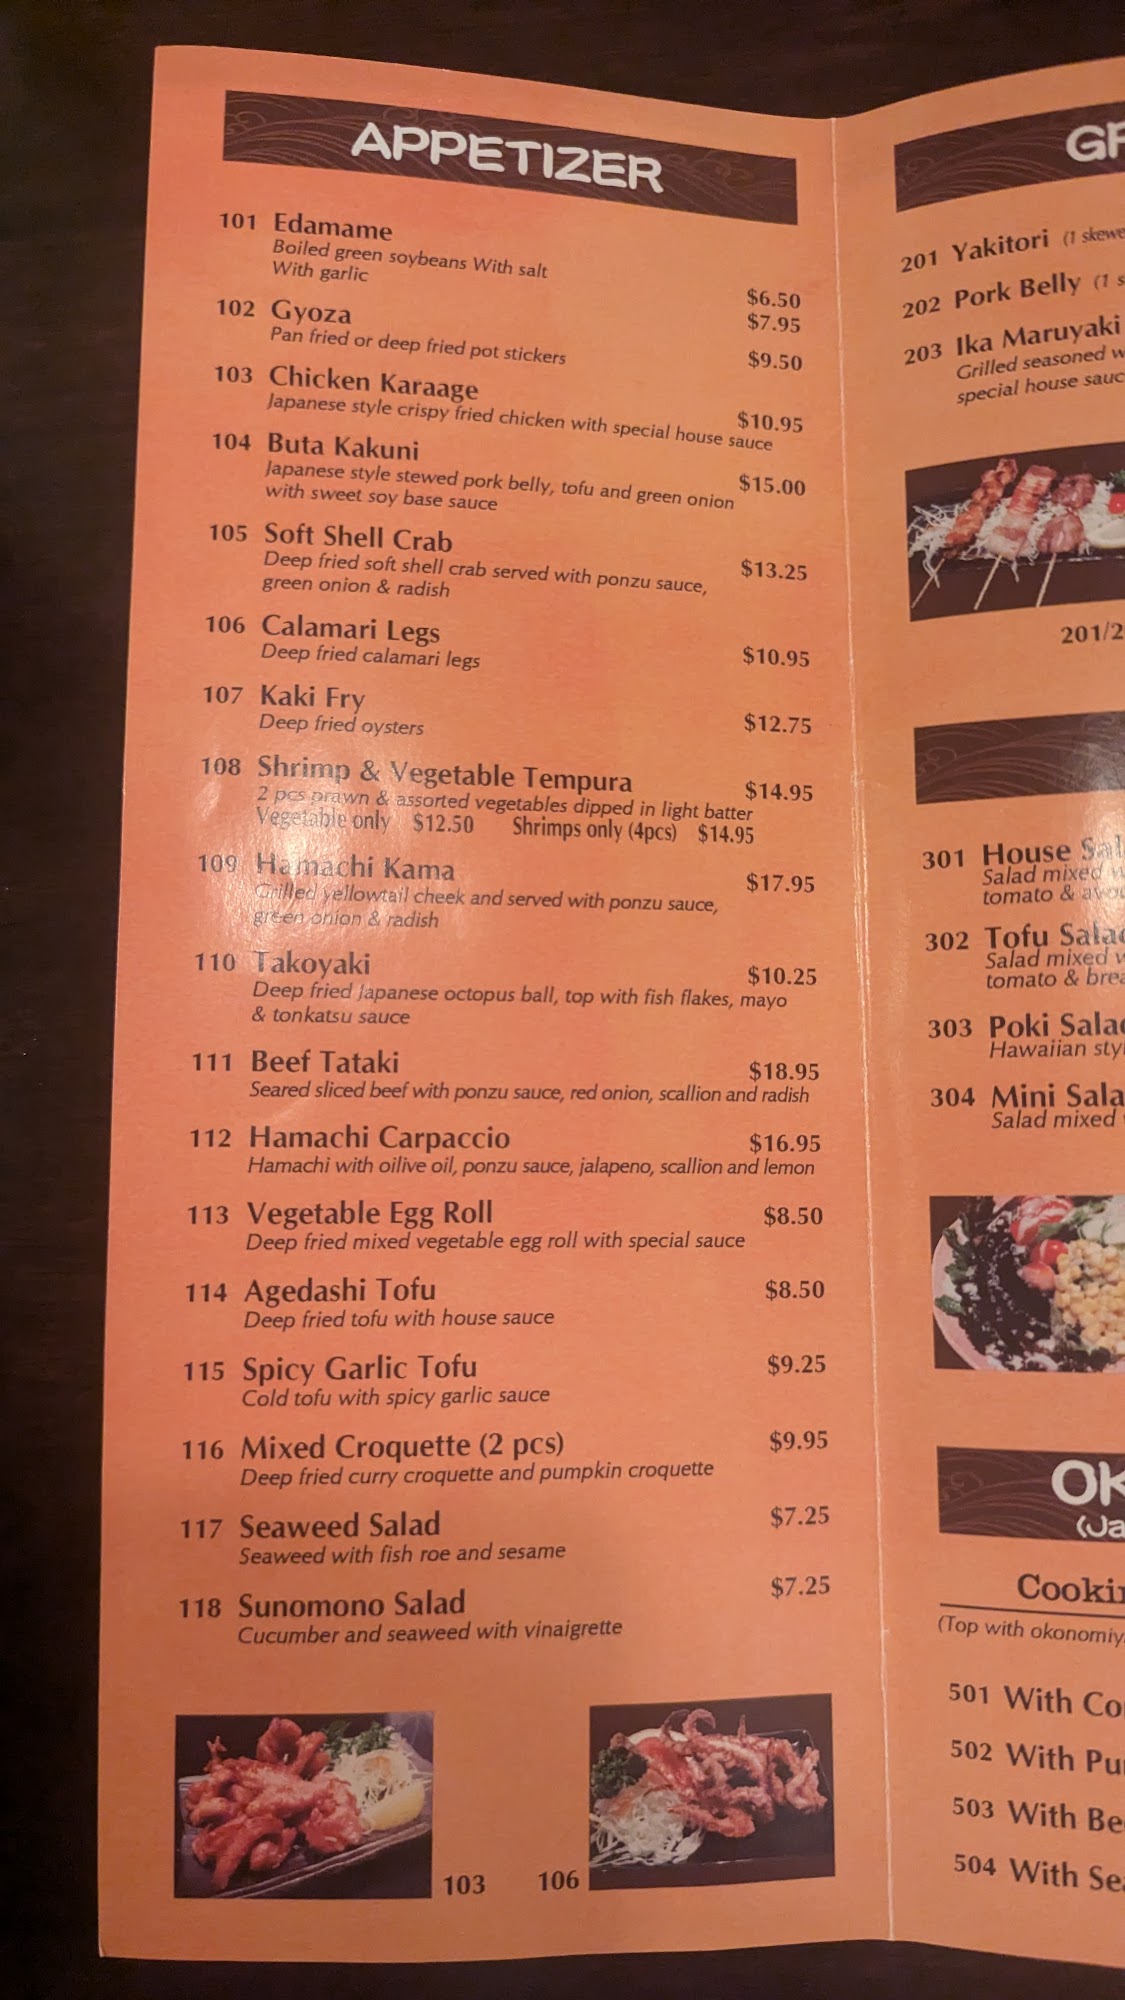 APPETIZER
101 Edamame
Boiled green soybeans With salt $6.50
With garlic $7.95
102 Gyoza
Pan fried or deep fried pot stickers $9.50
103 Chicken Karaage $10.95
Japanese style crispy fried chicken with special house sauce
104 Buta Kakuni $15.00
Japanese style stewed pork belly, tofu and green onion
with sweet soy base sauce
105 Soft Shell Crab $13.25
Deep fried soft shell crab served with ponzu sauce,
green onion & radish
106 Calamari Legs $10.95
Deep fried calamari legs
107 Kaki Fry $12.75
Deep fried oysters
108 Shrimp & Vegetable Tempura $14.95
2 pcs prawn & assorted vegetables dipped in light batter
Vegetable only $12.50 Shrimps only (4pcs) $14.95
109 Hamachi Kama $17.95
Grilled yellowtail cheek and served with ponzu sauce,
green onion & radish
110 Takoyaki $10.25
Deep fried Japanese octopus ball, top with fish flakes, mayo
& tonkatsu sauce
111 Beef Tataki $18.95
Seared sliced beef with ponzu sauce, red onion, scallion and radish
112 Hamachi Carpaccio $16.95
Hamachi with oilive oil, ponzu sauce, jalapeno, scallion and lemon
113 Vegetable Egg Roll $8.50
Deep fried mixed vegetable egg roll with special sauce
114 Agedashi Tofu $8.50
Deep fried tofu with house sauce
115 Spicy Garlic Tofu $9.25
Cold tofu with spicy garlic sauce
116 Mixed Croquette (2 pcs) $9.95
Deep fried curry croquette and pumpkin croquette
117 Seaweed Salad $7.25
Seaweed with fish roe and sesame
118 Sunomono Salad $7.25
Cucumber and seaweed with vinaigrette
103 106
201 Yakitori (1
202 Pork Belly (1
203 Ika Maruyaki
Grilled seasoned
special house
201/2
301 House
Salad mixed
tomato &
302 Tofu
Salad mixed
tomato &
303 Poki
Hawaiian
304 Mini
Salad mixed
OK
(Ja
(Top with
501 With
502 With
503 With
504 With